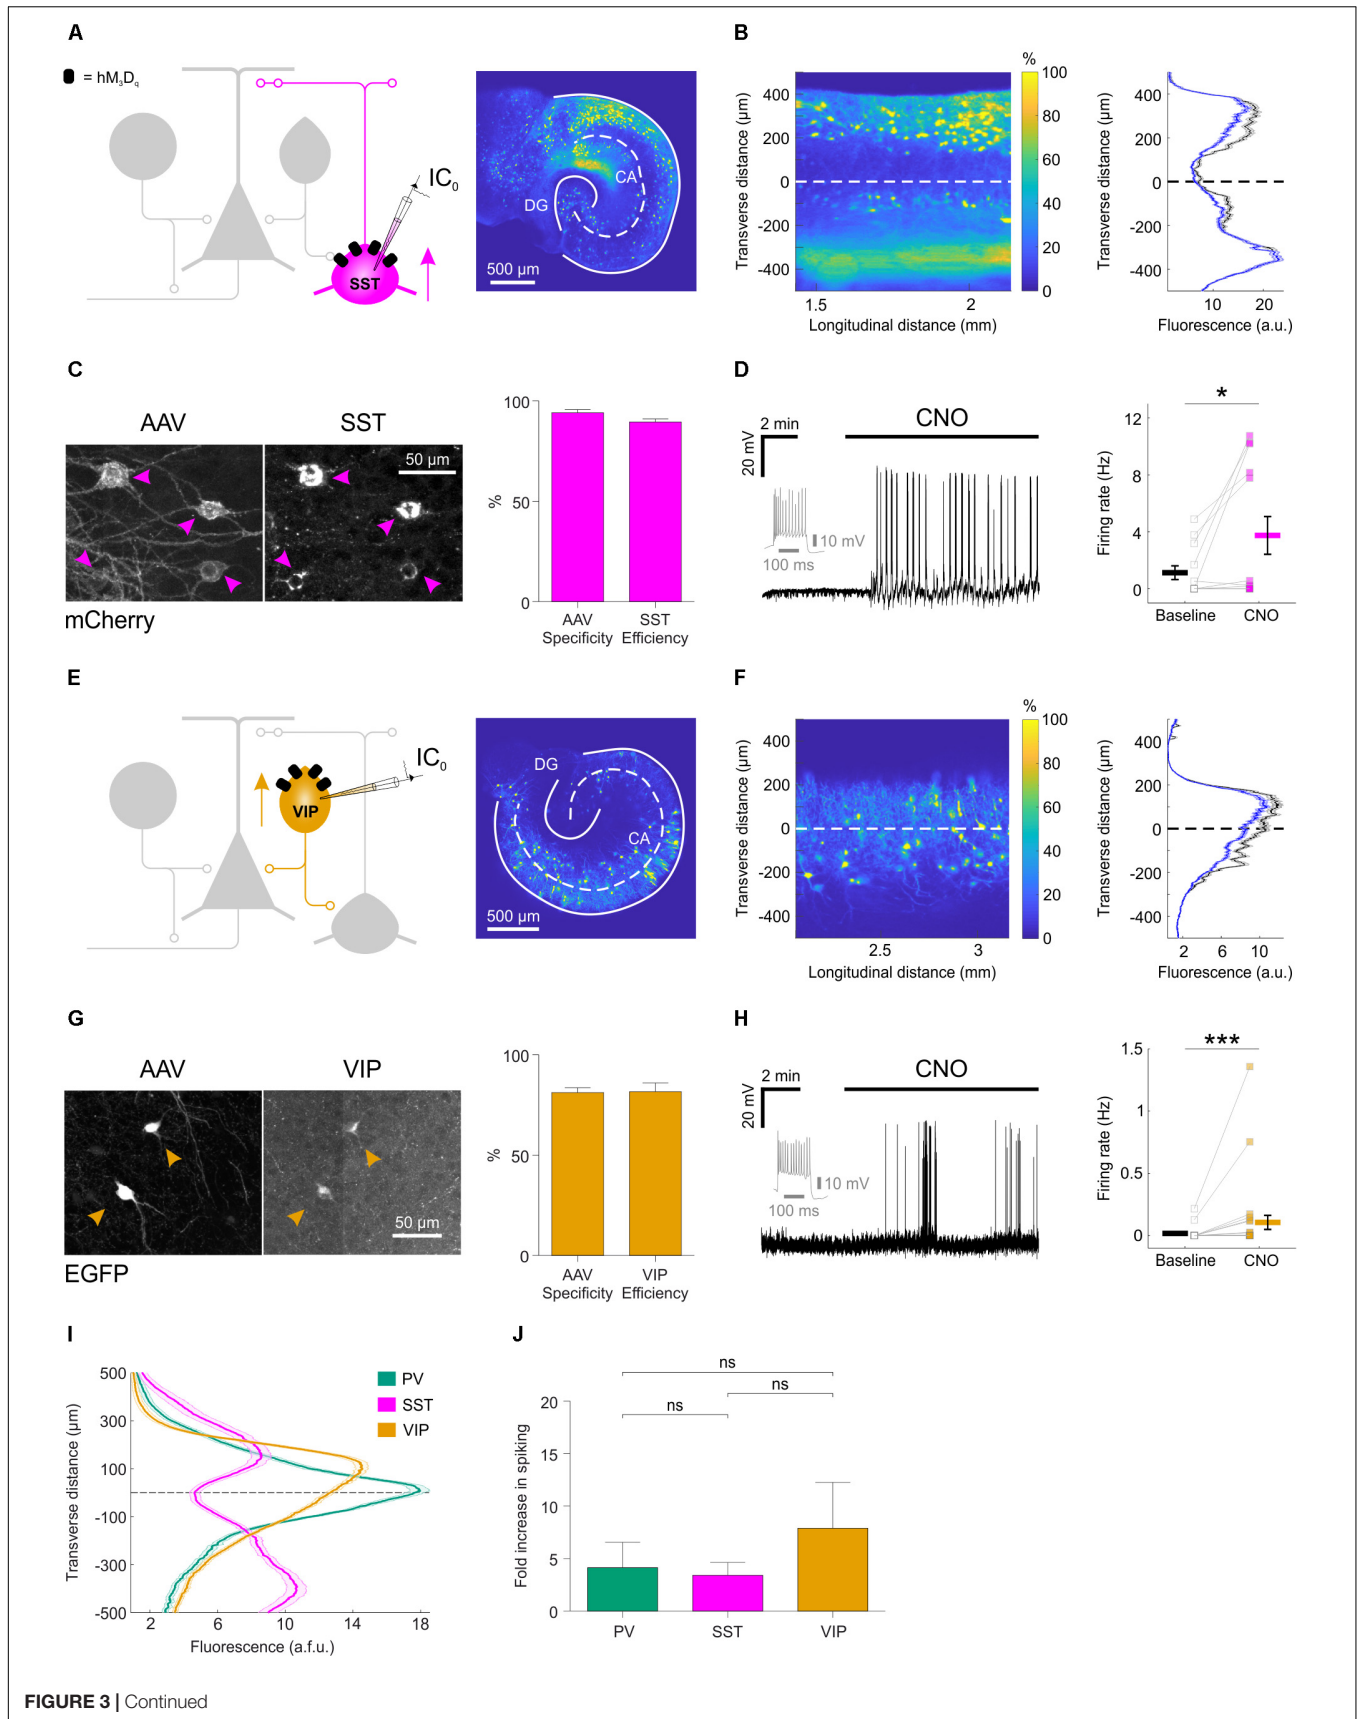 A
= hM3Dq
IC0
SST
CA
DG
500 µm
B
%
100
80
60
40
20
0
Transverse distance (µm)
400
200
0
-200
-400
1.5
2
Longitudinal distance (mm)
Transverse distance (µm)
400
200
0
-200
-400
10
20
Fluorescence (a.u.)
C
AAV
SST
50 µm
mCherry
%
100
50
0
AAV
Specificity
SST
Efficiency
D
2 min
20 mV
CNO
10 mV
100 ms
*
Firing rate (Hz)
12
8
4
0
Baseline
CNO
E
IC0
VIP
DG
CA
500 µm
F
%
100
80
60
40
20
0
Transverse distance (µm)
400
200
0
-200
-400
2.5
3
Longitudinal distance (mm)
Transverse distance (µm)
400
200
0
-200
-400
2
6
10
Fluorescence (a.u.)
G
AAV
VIP
50 µm
EGFP
%
100
50
0
AAV
Specificity
VIP
Efficiency
H
2 min
20 mV
CNO
10 mV
100 ms
***
Firing rate (Hz)
1.5
1
0.5
0
Baseline
CNO
I
Transverse distance (µm)
500
300
100
-100
-300
-500
2
6
10
14
18
Fluorescence (a.f.u.)
PV
SST
VIP
J
ns
ns
ns
Fold increase in spiking
20
15
10
5
0
PV
SST
VIP
FIGURE 3 | Continued